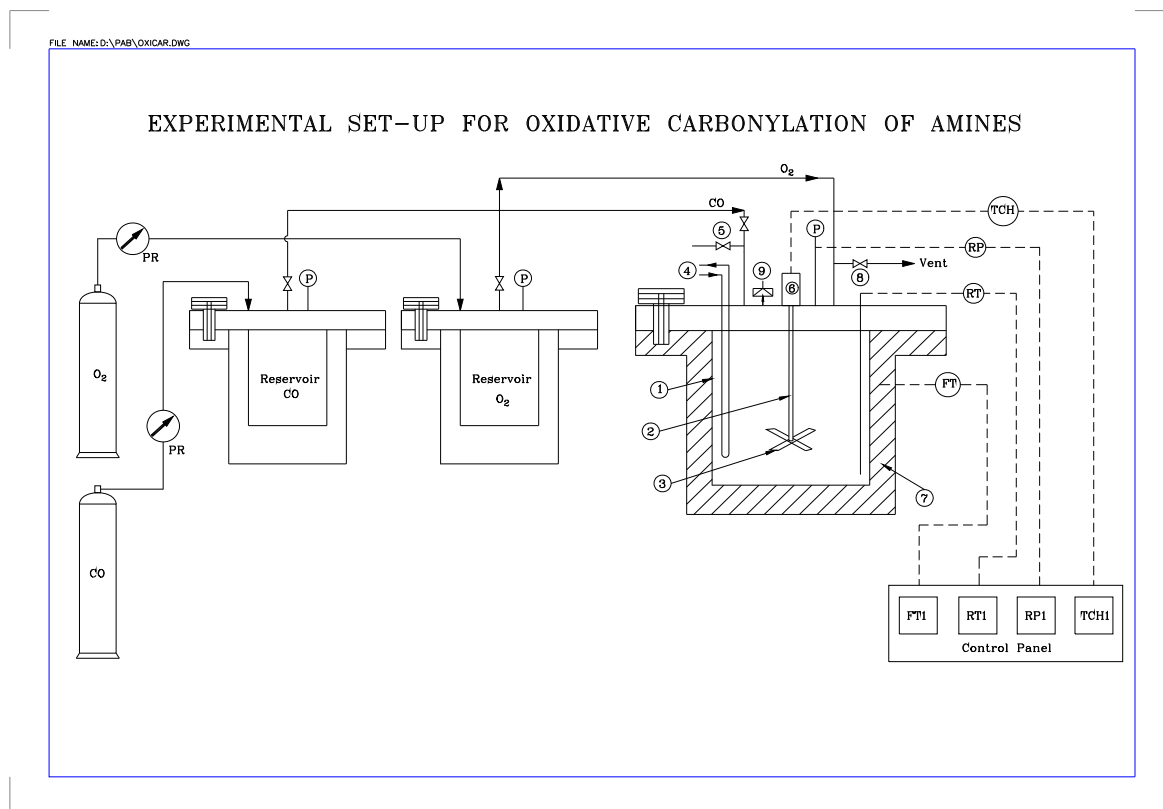 FILE NAME:D:\PAB\OXICAR.DWG
EXPERIMENTAL SET-UP FOR OXIDATIVE CARBONYLATION OF AMINES
O2
CO
TCH
PR
5
P
RP
4
9
8
Vent
P
P
6
RT
O2
Reservoir
CO
Reservoir
O2
1
FT
PR
2
3
7
CO
FT1
RT1
RP1
TCH1
Control Panel